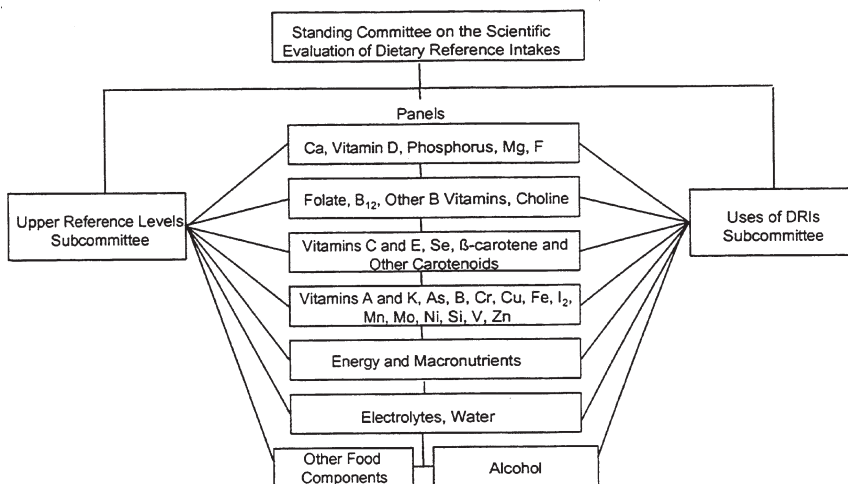 Standing Committee on the Scientific
Evaluation of Dietary Reference Intakes
Panels
Ca, Vitamin D, Phosphorus, Mg, F
Folate, B₁₂, Other B Vitamins, Choline
Upper Reference Levels
Subcommittee
Uses of DRIs
Subcommittee
Vitamins C and E, Se, ß-carotene and
Other Carotenoids
Vitamins A and K, As, B, Cr, Cu, Fe, I₂,
Mn, Mo, Ni, Si, V, Zn
Energy and Macronutrients
Electrolytes, Water
Other Food
Components
Alcohol